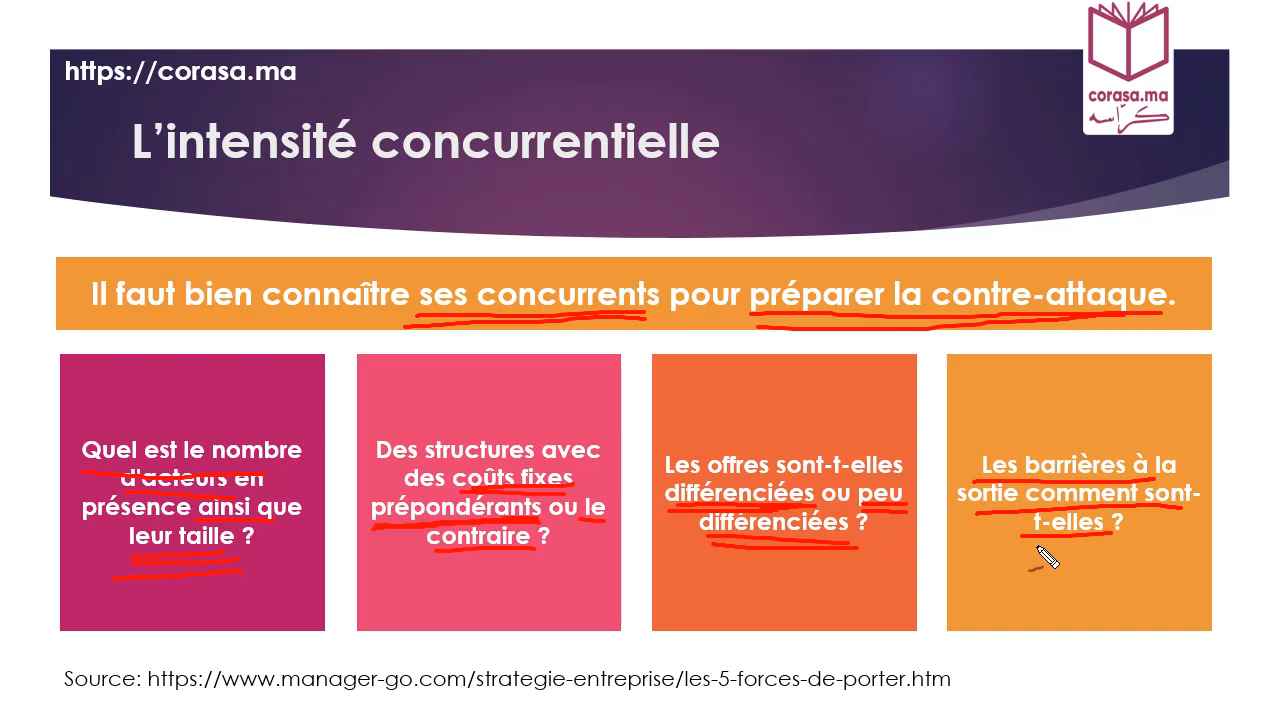 https://corasa.ma
corasa.ma
كرّاسة
L’intensité concurrentielle
Il faut bien connaître ses concurrents pour préparer la contre-attaque.
Quel est le nombre
d'acteurs en
présence ainsi que
leur taille ?
Des structures avec
des coûts fixes
prépondérants ou le
contraire ?
Les offres sont-t-elles
différenciées ou peu
différenciées ?
Les barrières à la
sortie comment sont-
t-elles ?
Source: https://www.manager-go.com/strategie-entreprise/les-5-forces-de-porter.htm